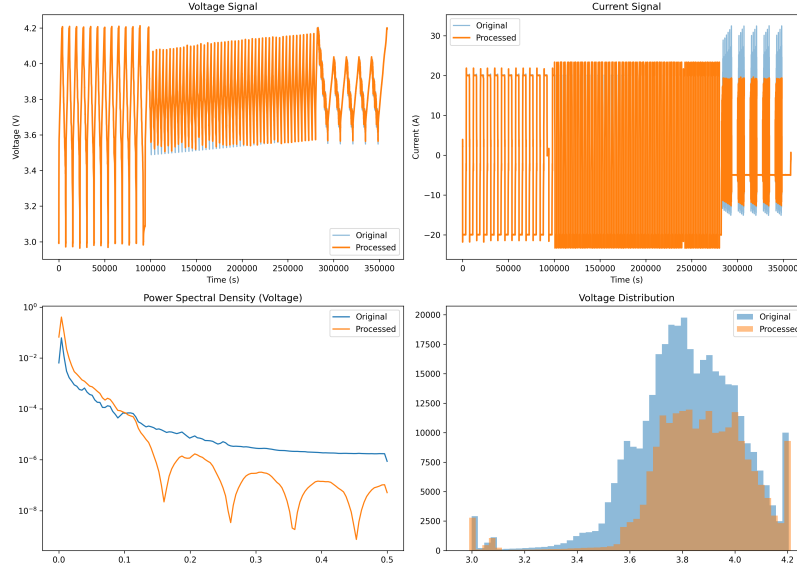 Voltage Signal
4.2
4.0
3.8
3.6
3.4
3.2
3.0
Voltage (V)
Original
Processed
0 50000 100000 150000 200000 250000 300000 350000
Time (s)
Current Signal
Original
Processed
30
20
10
0
−10
−20
Current (A)
0 50000 100000 150000 200000 250000 300000 350000
Time (s)
Power Spectral Density (Voltage)
Original
Processed
10⁰
10⁻²
10⁻⁴
10⁻⁶
10⁻⁸
0.0 0.1 0.2 0.3 0.4 0.5
Voltage Distribution
Original
Processed
20000
17500
15000
12500
10000
7500
5000
2500
0
3.0 3.2 3.4 3.6 3.8 4.0 4.2